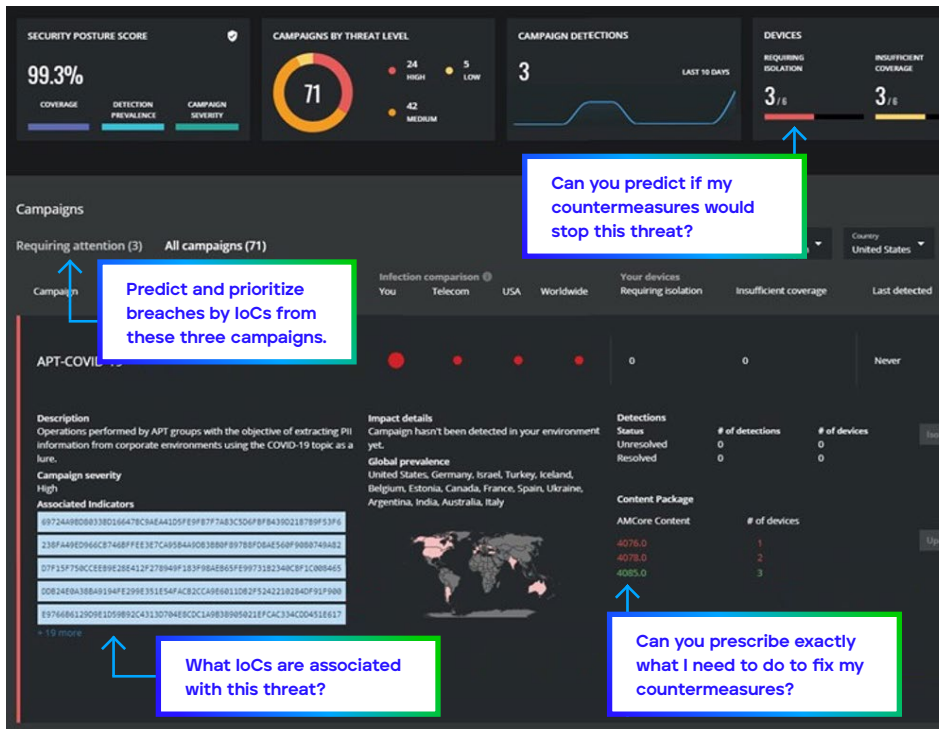 SECURITY POSTURE SCORE
99.3%
COVERAGE
DETECTION
PREVALENCE
CAMPAIGN
SEVERITY
CAMPAIGNS BY THREAT LEVEL
71
24
HIGH
5
LOW
42
MEDIUM
CAMPAIGN DETECTIONS
3
LAST 10 DAYS
DEVICES
REQUIRING
ISOLATION
3/6
INSUFFICIENT
COVERAGE
3/6
Can you predict if my
countermeasures would
stop this threat?
Campaigns
Requiring attention (3)
All campaigns (71)
Country
United States
Predict and prioritize
breaches by IoCs from
these three campaigns.
Campaign
Infection comparison
You
Telecom
USA
Worldwide
Your devices
Requiring isolation
Insufficient coverage
Last detected
0
0
Never
Description
Operations performed by APT groups with the objective of extracting PII
information from corporate environments using the COVID-19 topic as a
lure.
Campaign severity
High
Associated Indicators
+ 19 more
What IoCs are associated
with this threat?
Impact details
Campaign hasn't been detected in your environment
yet.
Global prevalence
United States, Germany, Israel, Turkey, Iceland,
Belgium, Estonia, Canada, France, Spain, Ukraine,
Argentina, India, Australia, Italy
Detections
Status
# of detections
# of devices
Unresolved
0
0
Resolved
0
0
Content Package
AMCore Content
# of devices
4076.0
1
4078.0
2
4085.0
3
Can you prescribe exactly
what I need to do to fix my
countermeasures?